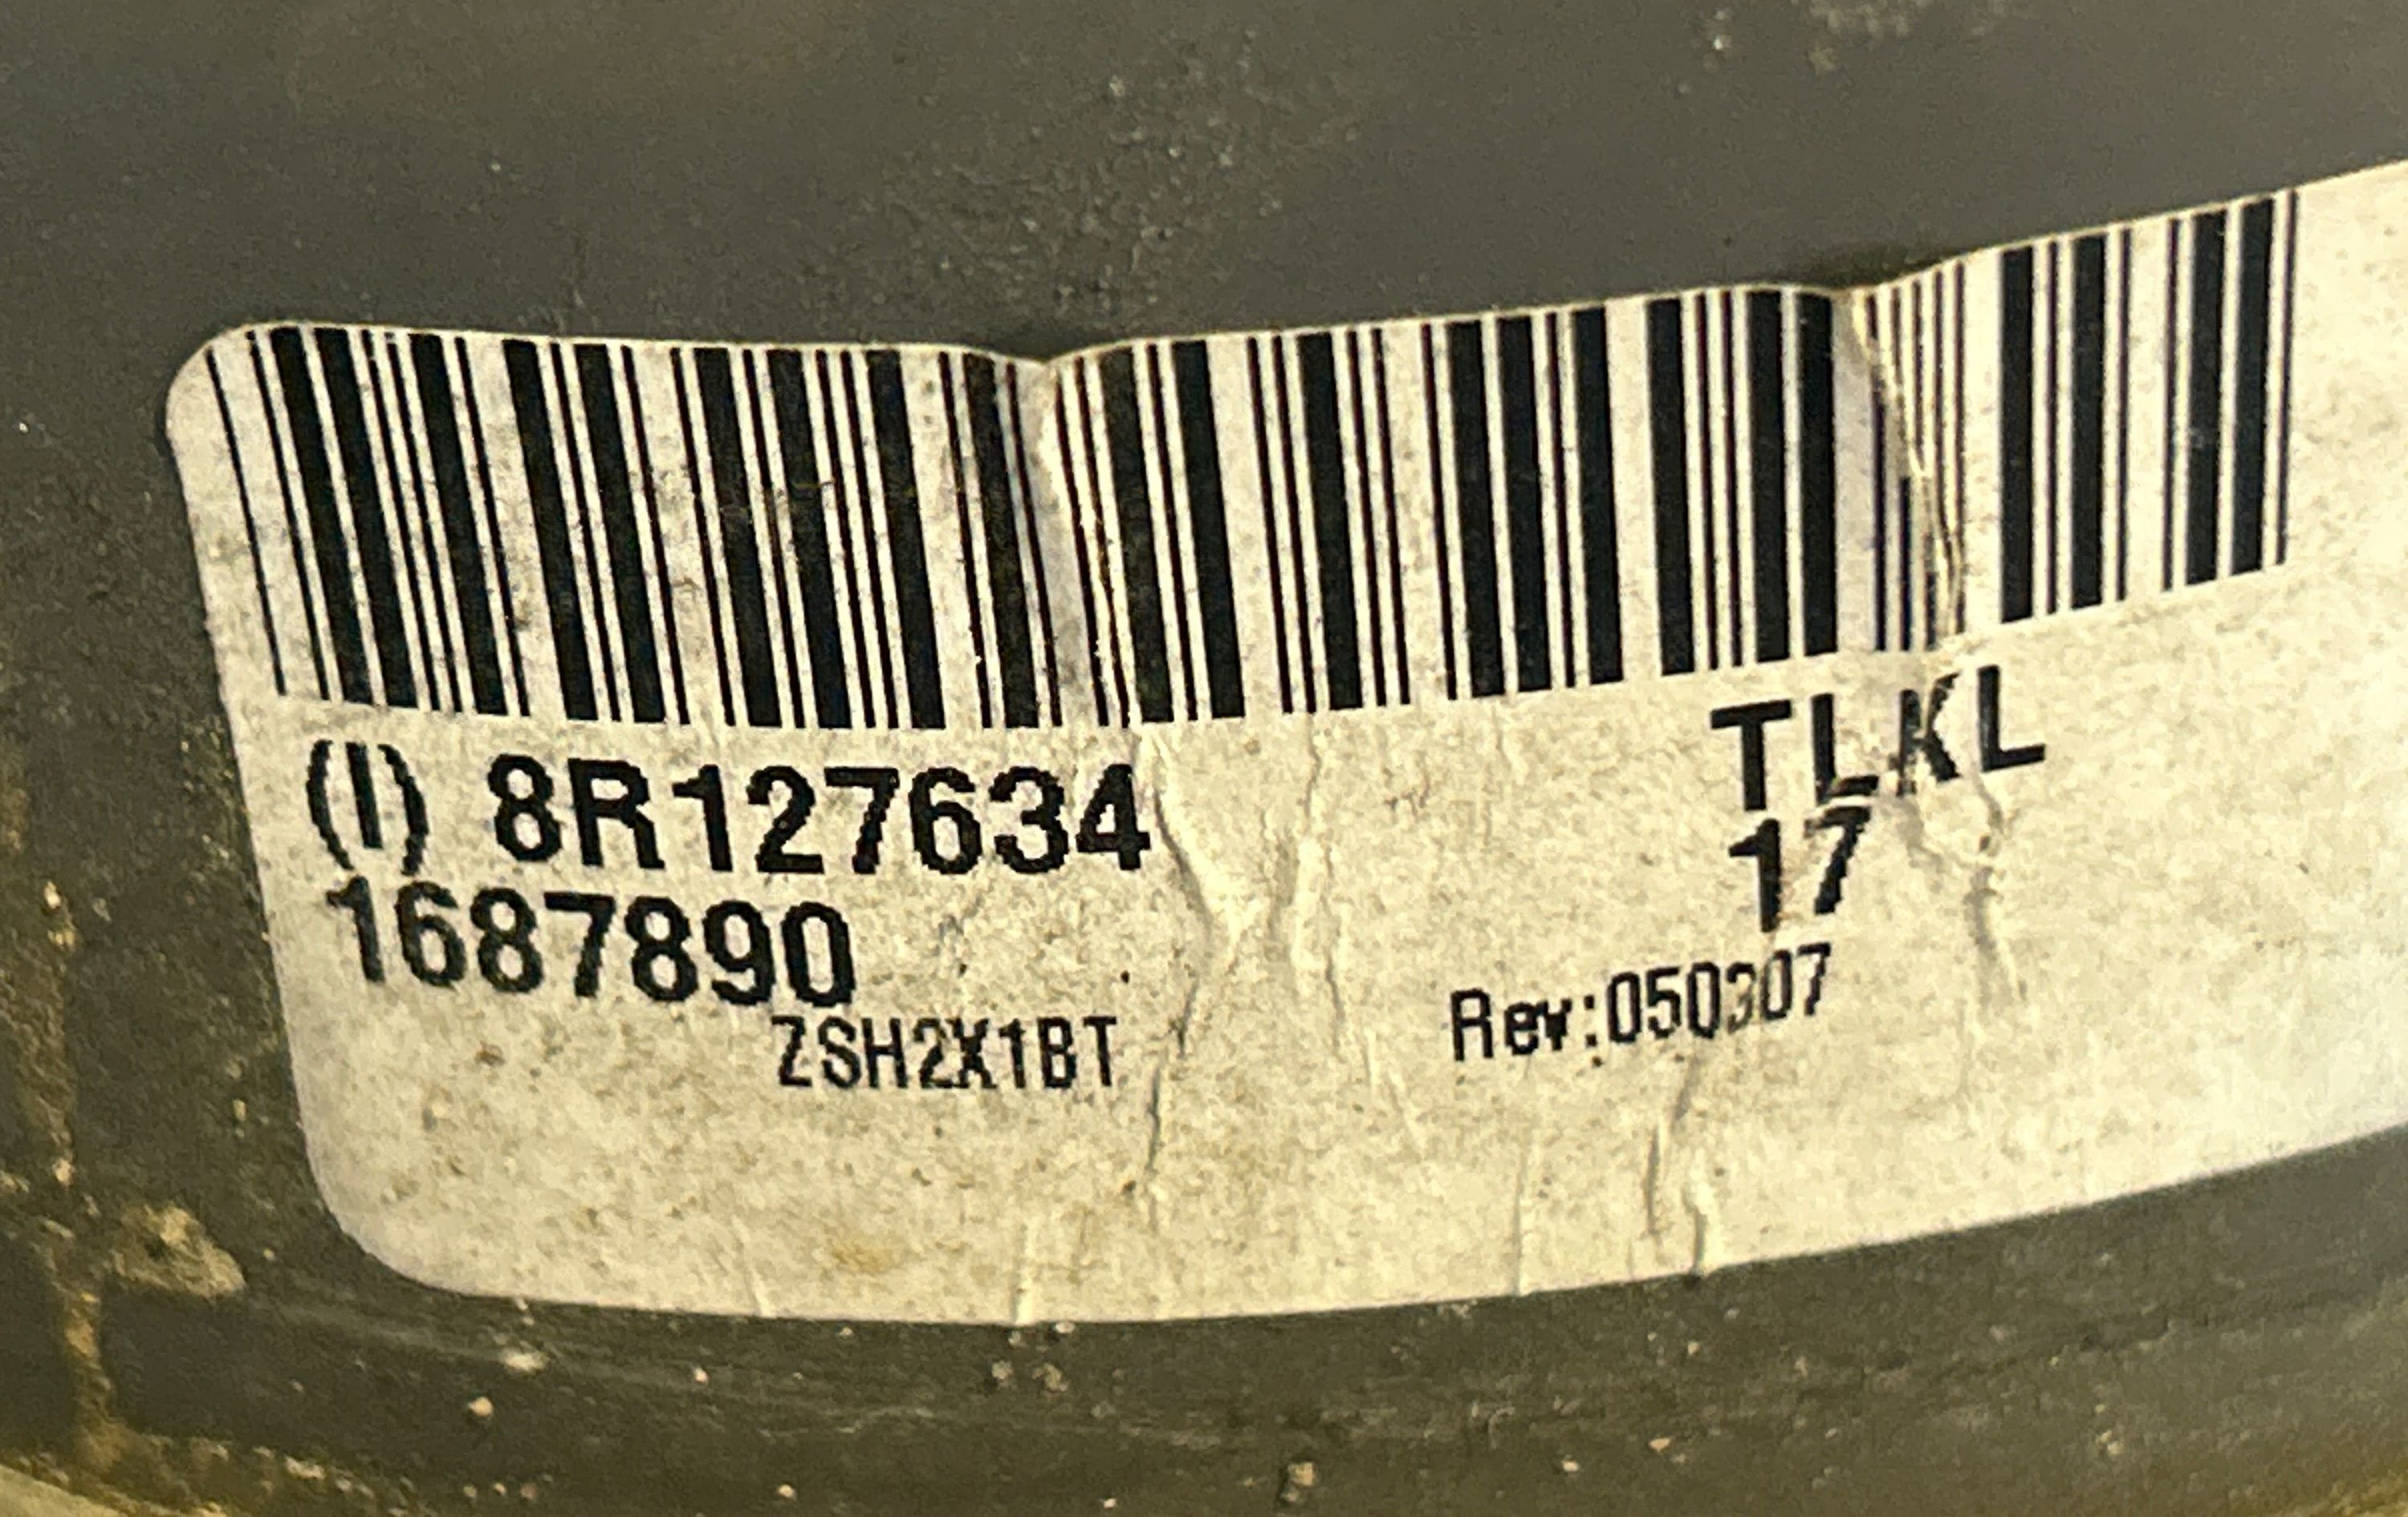 (I) 8R127634
1687890
ZSH2X1BT
TLKL
17
Rev:050307